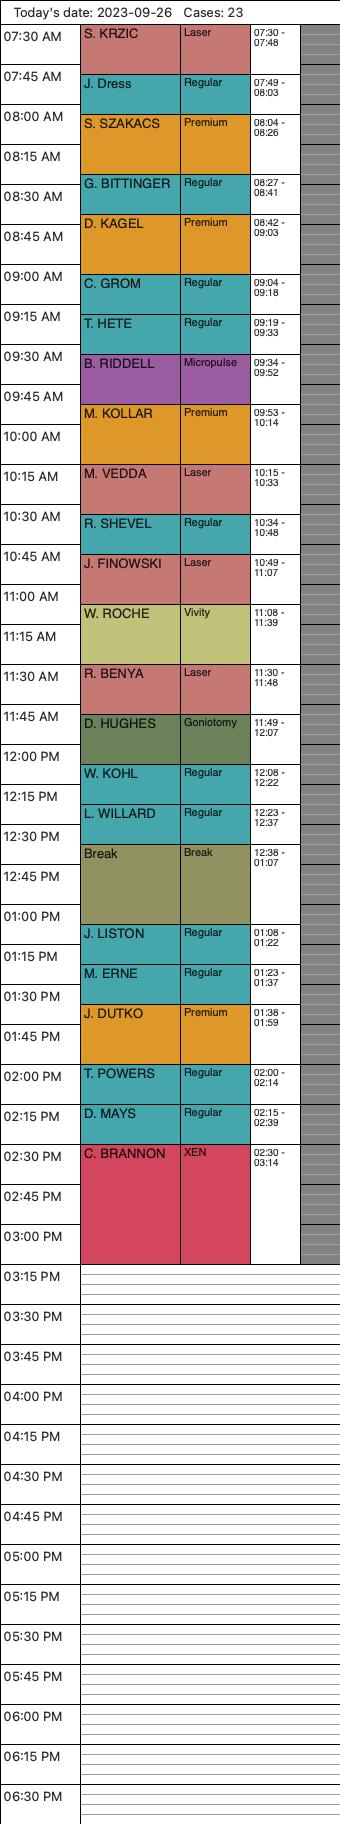 Today's date: 2023-09-26 Cases: 23
07:30 AM S. KRZIC Laser 07:30 -
07:48
07:45 AM J. Dress Regular 07:49 -
08:03
08:00 AM S. SZAKACS Premium 08:04 -
08:26
08:15 AM
08:30 AM G. BITTINGER Regular 08:27 -
08:41
08:45 AM D. KAGEL Premium 08:42 -
09:03
09:00 AM C. GROM Regular 09:04 -
09:18
09:15 AM T. HETE Regular 09:19 -
09:33
09:30 AM B. RIDDELL Micropulse 09:34 -
09:52
09:45 AM
M. KOLLAR Premium 09:53 -
10:14
10:00 AM
10:15 AM M. VEDDA Laser 10:15 -
10:33
10:30 AM R. SHEVEL Regular 10:34 -
10:48
10:45 AM J. FINOWSKI Laser 10:49 -
11:07
11:00 AM
W. ROCHE Vivity 11:08 -
11:39
11:15 AM
11:30 AM R. BENYA Laser 11:30 -
11:48
11:45 AM D. HUGHES Goniotomy 11:49 -
12:07
12:00 PM
W. KOHL Regular 12:08 -
12:22
12:15 PM L. WILLARD Regular 12:23 -
12:37
12:30 PM
Break Break 12:38 -
01:07
12:45 PM
01:00 PM
J. LISTON Regular 01:08 -
01:22
01:15 PM M. ERNE Regular 01:23 -
01:37
01:30 PM J. DUTKO Premium 01:38 -
01:59
01:45 PM
02:00 PM T. POWERS Regular 02:00 -
02:14
02:15 PM D. MAYS Regular 02:15 -
02:39
02:30 PM C. BRANNON XEN 02:30 -
03:14
02:45 PM
03:00 PM
03:15 PM
03:30 PM
03:45 PM
04:00 PM
04:15 PM
04:30 PM
04:45 PM
05:00 PM
05:15 PM
05:30 PM
05:45 PM
06:00 PM
06:15 PM
06:30 PM